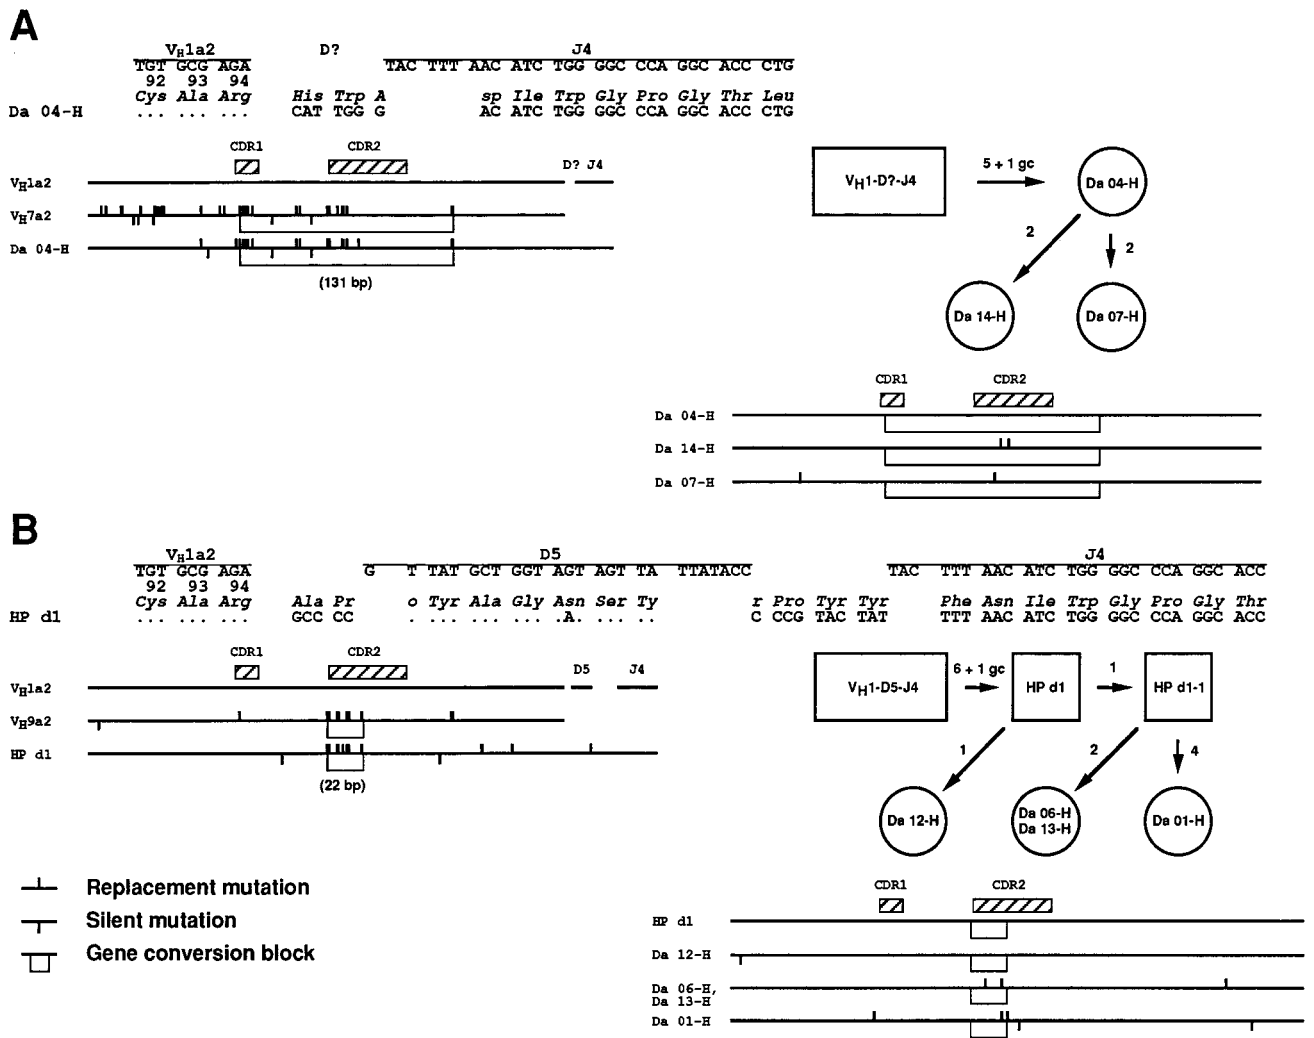 A
VH1a2 D? J4
TGT GCG AGA TAC TTT AAC ATC TGG GGC CCA GGC ACC CTG
92 93 94
Cys Ala Arg His Trp A sp Ile Trp Gly Pro Gly Thr Leu
Da 04-H ... ... ... CAT TGG G AC ATC TGG GGC CCA GGC ACC CTG
CDR1 CDR2
D? J4
VH1a2
VH7a2
Da 04-H
(131 bp)
VH1-D?-J4
5 + 1 gc
Da 04-H
2
2
Da 14-H
Da 07-H
CDR1 CDR2
Da 04-H
Da 14-H
Da 07-H
B
VH1a2 D5 J4
TGT GCG AGA G T TAT GCT GGT AGT AGT TA TTATACC TAC TTT AAC ATC TGG GGC CCA GGC ACC
92 93 94
Cys Ala Arg Ala Pr o Tyr Ala Gly Asn Ser Ty r Pro Tyr Tyr Phe Asn Ile Trp Gly Pro Gly Thr
HP d1 ... ... ... GCC CC . ... ... ... .A. ... .. C CCG TAC TAT TTT AAC ATC TGG GGC CCA GGC ACC
CDR1 CDR2
D5 J4
VH1a2
VH9a2
HP d1
(22 bp)
VH1-D5-J4
6 + 1 gc
HP d1
1
HP d1-1
1
2
4
Da 12-H
Da 06-H
Da 13-H
Da 01-H
Replacement mutation
Silent mutation
Gene conversion block
CDR1 CDR2
HP d1
Da 12-H
Da 06-H,
Da 13-H
Da 01-H